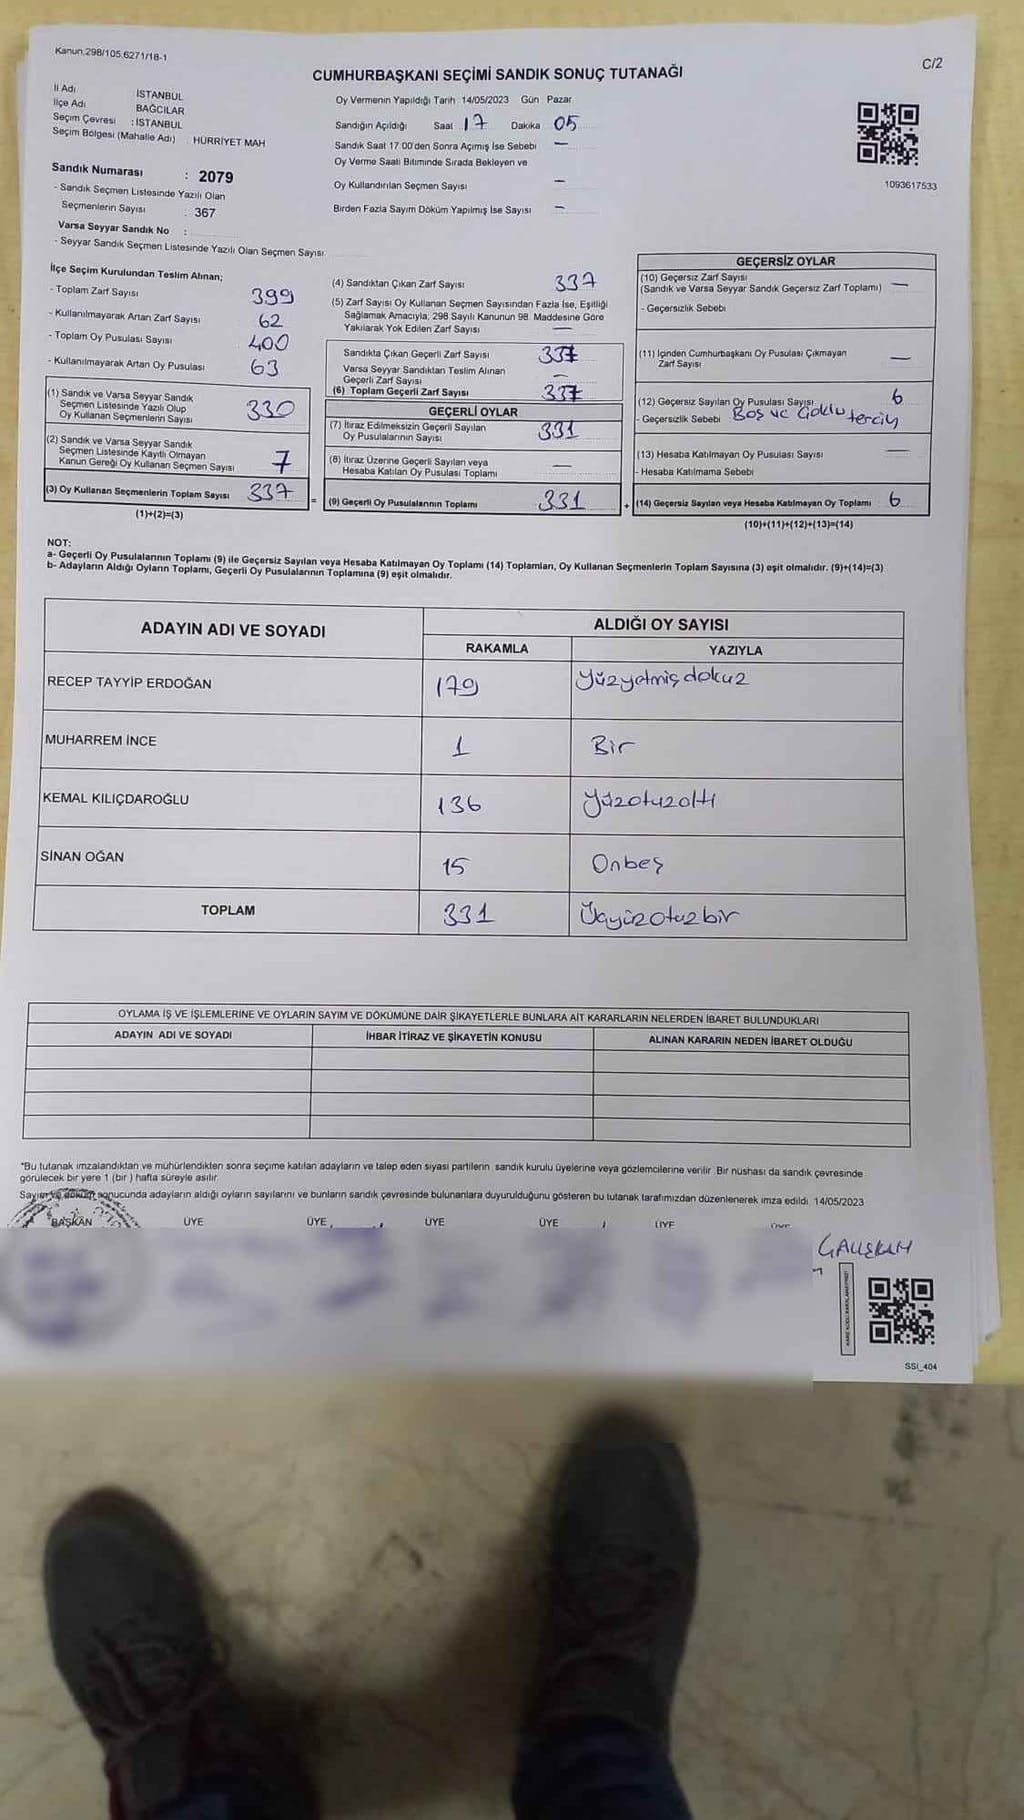 Kanun,298/105,6271/18-1
C/2
CUMHURBAŞKANI SEÇİMİ SANDIK SONUÇ TUTANAĞI
İl Adı : İSTANBUL
İlçe Adı BAĞCILAR
Seçim Çevresi : İSTANBUL
Seçim Bölgesi (Mahalle Adı) : HÜRRİYET MAH
Sandık Numarası : 2079
- Sandık Seçmen Listesinde Yazılı Olan
Seçmenlerin Sayısı : 367
Varsa Seyyar Sandık No :
- Seyyar Sandık Seçmen Listesinde Yazılı Olan Seçmen Sayısı
Oy Vermenin Yapıldığı Tarih 14/05/2023 Gün Pazar
Sandığın Açıldığı Saat 17 Dakika 05
Sandık Saat 17:00'den Sonra Açımış İse Sebebi —
Oy Verme Saati Bitiminde Sırada Bekleyen ve
Oy Kullandırılan Seçmen Sayısı —
Birden Fazla Sayım Döküm Yapılmış İse Sayısı —
1093617533
İlçe Seçim Kurulundan Teslim Alınan;
- Toplam Zarf Sayısı 399
- Kullanılmayarak Artan Zarf Sayısı 62
- Toplam Oy Pusulası Sayısı 400
- Kullanılmayarak Artan Oy Pusulası 63
(1) Sandık ve Varsa Seyyar Sandık
Seçmen Listesinde Yazılı Olup
Oy Kullanan Seçmenlerin Sayısı 330
(2) Sandık ve Varsa Seyyar Sandık
Seçmen Listesinde Kayıtlı Olmayan
Kanun Gereği Oy Kullanan Seçmen Sayısı 7
(3) Oy Kullanan Seçmenlerin Toplam Sayısı 337
(1)+(2)=(3)
(4) Sandıktan Çıkan Zarf Sayısı 337
(5) Zarf Sayısı Oy Kullanan Seçmen Sayısından Fazla İse, Eşitliği
Sağlamak Amacıyla; 298 Sayılı Kanunun 98. Maddesine Göre
Yakılarak Yok Edilen Zarf Sayısı —
Sandıkta Çıkan Geçerli Zarf Sayısı 337
Varsa Seyyar Sandıktan Teslim Alınan
Geçerli Zarf Sayısı —
(6) Toplam Geçerli Zarf Sayısı 337
GEÇERLİ OYLAR
(7) İtiraz Edilmeksizin Geçerli Sayılan
Oy Pusulalarının Sayısı 331
(8) İtiraz Üzerine Geçerli Sayılan veya
Hesaba Katılan Oy Pusulası Toplamı —
= (9) Geçerli Oy Pusulalarının Toplamı 331 +
GEÇERSİZ OYLAR
(10) Geçersiz Zarf Sayısı
(Sandık ve Varsa Seyyar Sandık Geçersiz Zarf Toplamı) —
- Geçersizlik Sebebi
(11) İçinden Cumhurbaşkanı Oy Pusulası Çıkmayan
Zarf Sayısı —
(12) Geçersiz Sayılan Oy Pusulası Sayısı 6
- Geçersizlik Sebebi Boş ve Çoklu tercih
(13) Hesaba Katılmayan Oy Pusulası Sayısı —
- Hesaba Katılmama Sebebi
(14) Geçersiz Sayılan veya Hesaba Katılmayan Oy Toplamı 6
(10)+(11)+(12)+(13)=(14)
NOT:
a- Geçerli Oy Pusulalarının Toplamı (9) ile Geçersiz Sayılan veya Hesaba Katılmayan Oy Toplamı (14) Toplamları, Oy Kullanan Seçmenlerin Toplam Sayısına (3) eşit olmalıdır. (9)+(14)=(3)
b- Adayların Aldığı Oyların Toplamı, Geçerli Oy Pusulalarının Toplamına (9) eşit olmalıdır.
ADAYIN ADI VE SOYADI ALDIĞI OY SAYISI
RAKAMLA YAZIYLA
RECEP TAYYİP ERDOĞAN 179 Yüzyetmişdokuz
MUHARREM İNCE 1 Bir
KEMAL KILIÇDAROĞLU 136 Yüzotuzaltı
SİNAN OĞAN 15 Onbeş
TOPLAM 331 Üçyüzotuzbir
OYLAMA İŞ VE İŞLEMLERİNE VE OYLARIN SAYIM VE DÖKÜMÜNE DAİR ŞİKAYETLERLE BUNLARA AİT KARARLARIN NELERDEN İBARET BULUNDUKLARI
ADAYIN ADI VE SOYADI İHBAR İTİRAZ VE ŞİKAYETİN KONUSU ALINAN KARARIN NEDEN İBARET OLDUĞU
*Bu tutanak imzalandıktan ve mühürlendikten sonra seçime katılan adayların ve talep eden siyasi partilerin sandık kurulu üyelerine veya gözlemcilerine verilir. Bir nüshası da sandık çevresinde
görülecek bir yere 1 (bir) hafta süreyle asılır.
Sayım ve döküm sonucunda adayların aldığı oyların sayılarını ve bunların sandık çevresinde bulunanlara duyurulduğunu gösteren bu tutanak tarafımızdan düzenlenerek imza edildi. 14/05/2023
BAŞKAN ÜYE ÜYE ÜYE ÜYE ÜYE ÜYE
SSI_404